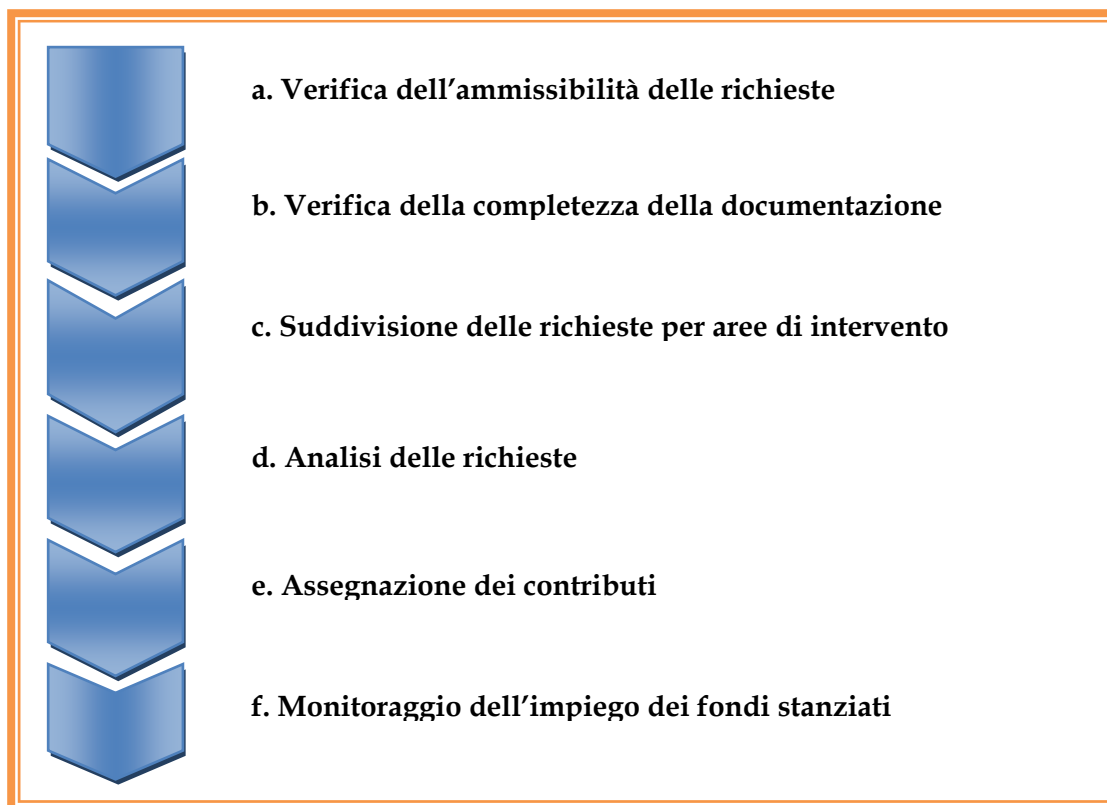 a. Verifica dell’ammissibilità delle richieste
b. Verifica della completezza della documentazione
c. Suddivisione delle richieste per aree di intervento
d. Analisi delle richieste
e. Assegnazione dei contributi
f. Monitoraggio dell’impiego dei fondi stanziati